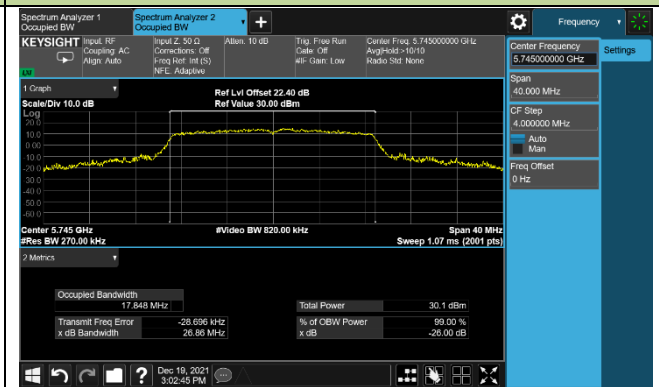 Spectrum Analyzer 1
Occupied BW
Spectrum Analyzer 2
Occupied BW
Frequency
KEYSIGHT
Input: RF
Coupling: AC
Align: Auto
Input Z: 50 Ω
Corrections: Off
Freq Ref: Int (S)
NFE: Adaptive
Atten: 10 dB
Trig: Free Run
Gate: Off
#IF Gain: Low
Center Freq: 5.745000000 GHz
Avg|Hold:>10/10
Radio Std: None
Center Frequency
5.745000000 GHz
Settings
Span
40.000 MHz
CF Step
4.000000 MHz
Auto
Man
Freq Offset
0 Hz
1 Graph
Scale/Div 10.0 dB
Ref Lvl Offset 22.40 dB
Ref Value 30.00 dBm
Log
20.0
10.0
0.00
-10.0
-20.0
-30.0
-40.0
-50.0
-60.0
Center 5.745 GHz
#Res BW 270.00 kHz
#Video BW 820.00 kHz
Span 40 MHz
Sweep 1.07 ms (2001 pts)
2 Metrics
Occupied Bandwidth
17.848 MHz
Total Power
30.1 dBm
Transmit Freq Error
-28.696 kHz
% of OBW Power
99.00 %
x dB Bandwidth
26.86 MHz
x dB
-26.00 dB
?
Dec 19, 2021
3:02:45 PM